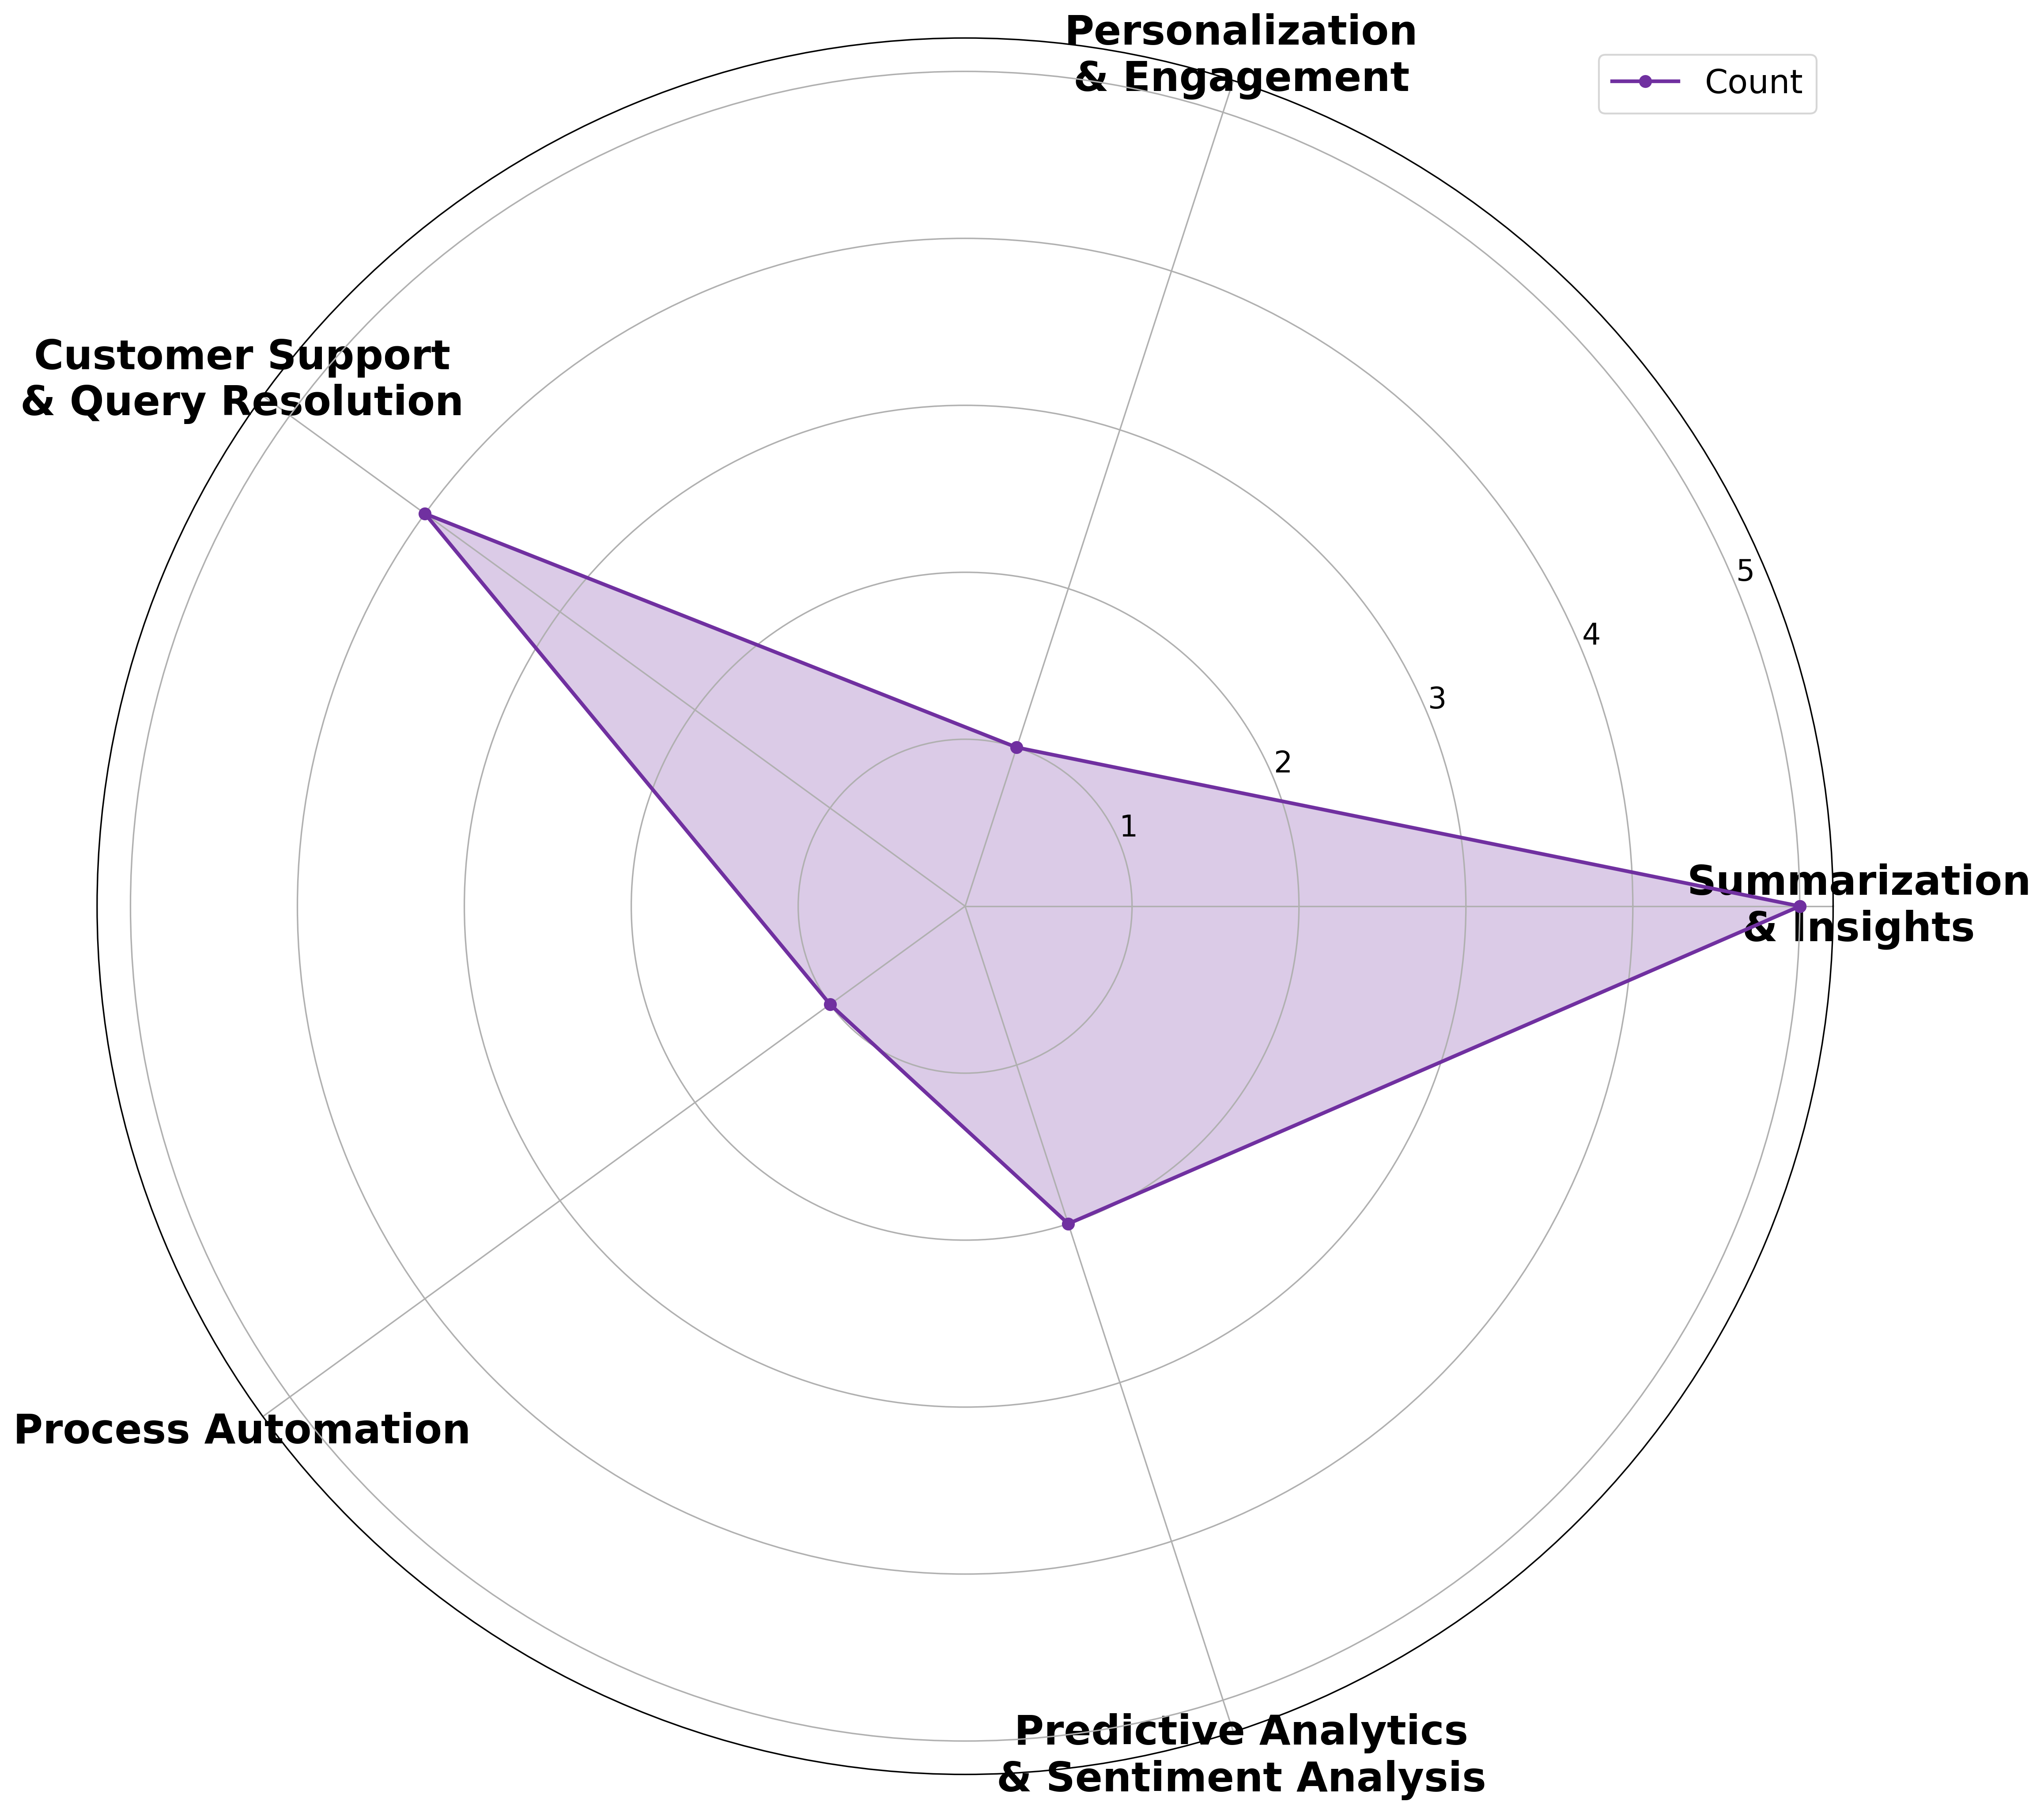 Personalization
& Engagement
Count
Customer Support
& Query Resolution
5
4
3
2
1
Summarization
& Insights
Process Automation
Predictive Analytics
& Sentiment Analysis